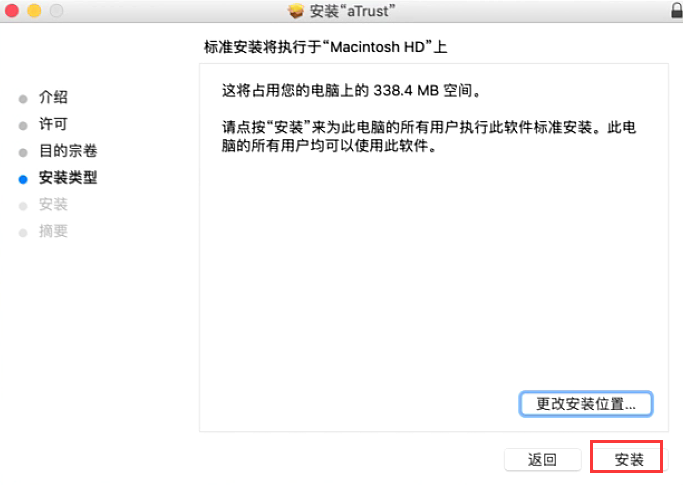 安装“aTrust”
标准安装将执行于“Macintosh HD”上
介绍
许可
目的宗卷
安装类型
安装
摘要
这将占用您的电脑上的 338.4 MB 空间。
请点按“安装”来为此电脑的所有用户执行此软件标准安装。此电
脑的所有用户均可以使用此软件。
更改安装位置...
返回
安装